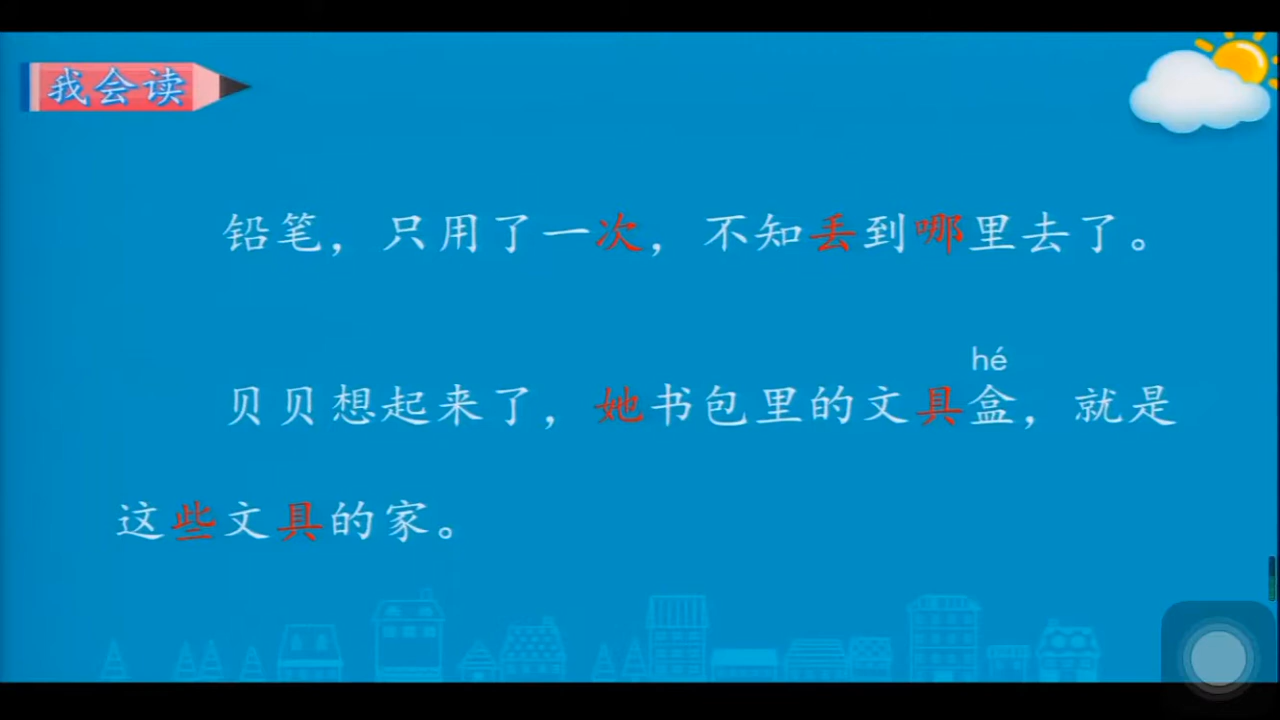 我会读
铅笔，只用了一次，不知丢到哪里去了。
hé
贝贝想起来了，她书包里的文具盒，就是
这些文具的家。